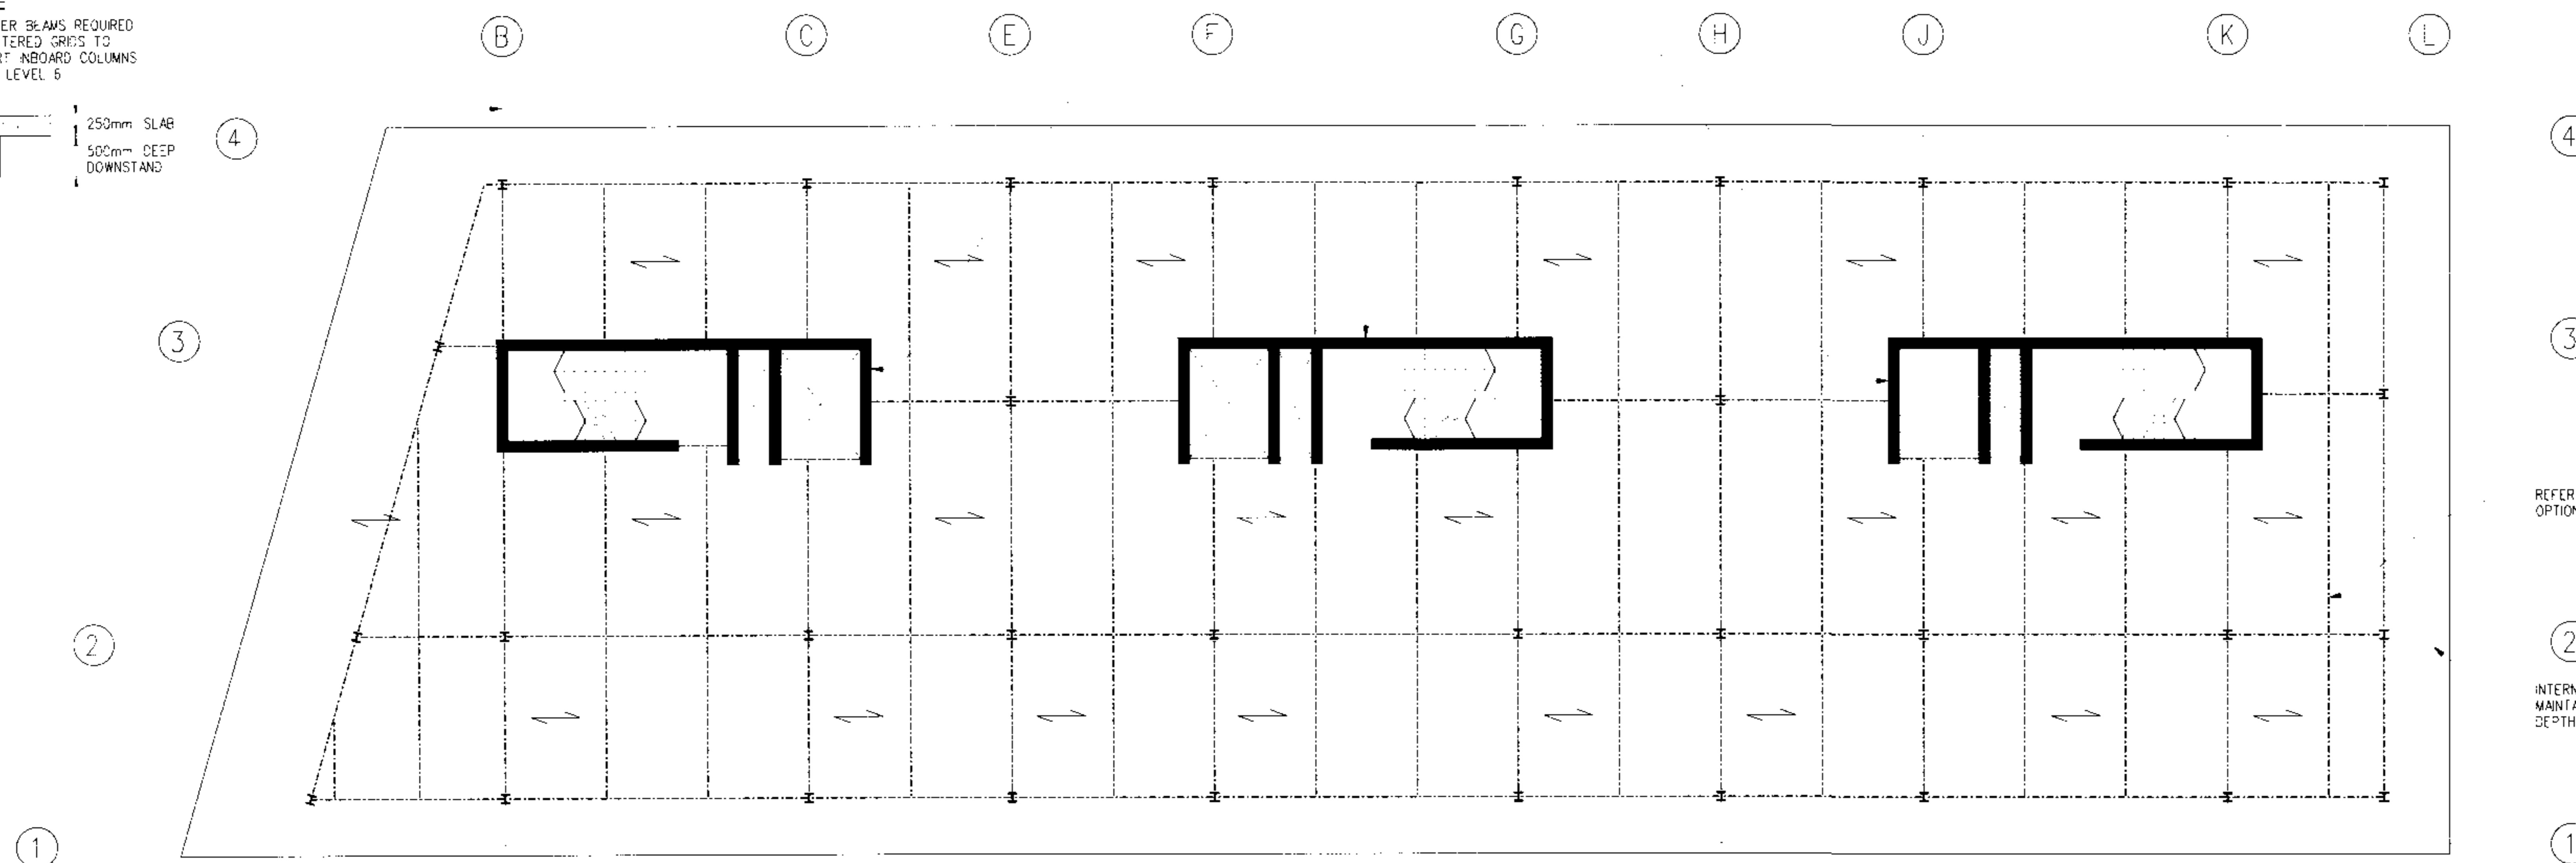 ER BEAMS REQUIRED
TERED GRIDS TO
RT INBOARD COLUMNS
LEVEL 6
250mm SLAB
500mm DEEP
DOWNSTAND
B C E F G H J K L
4 4
3 3
REFER
OPTION
2 2
INTERN
MAINTA
DEPTH
1 1